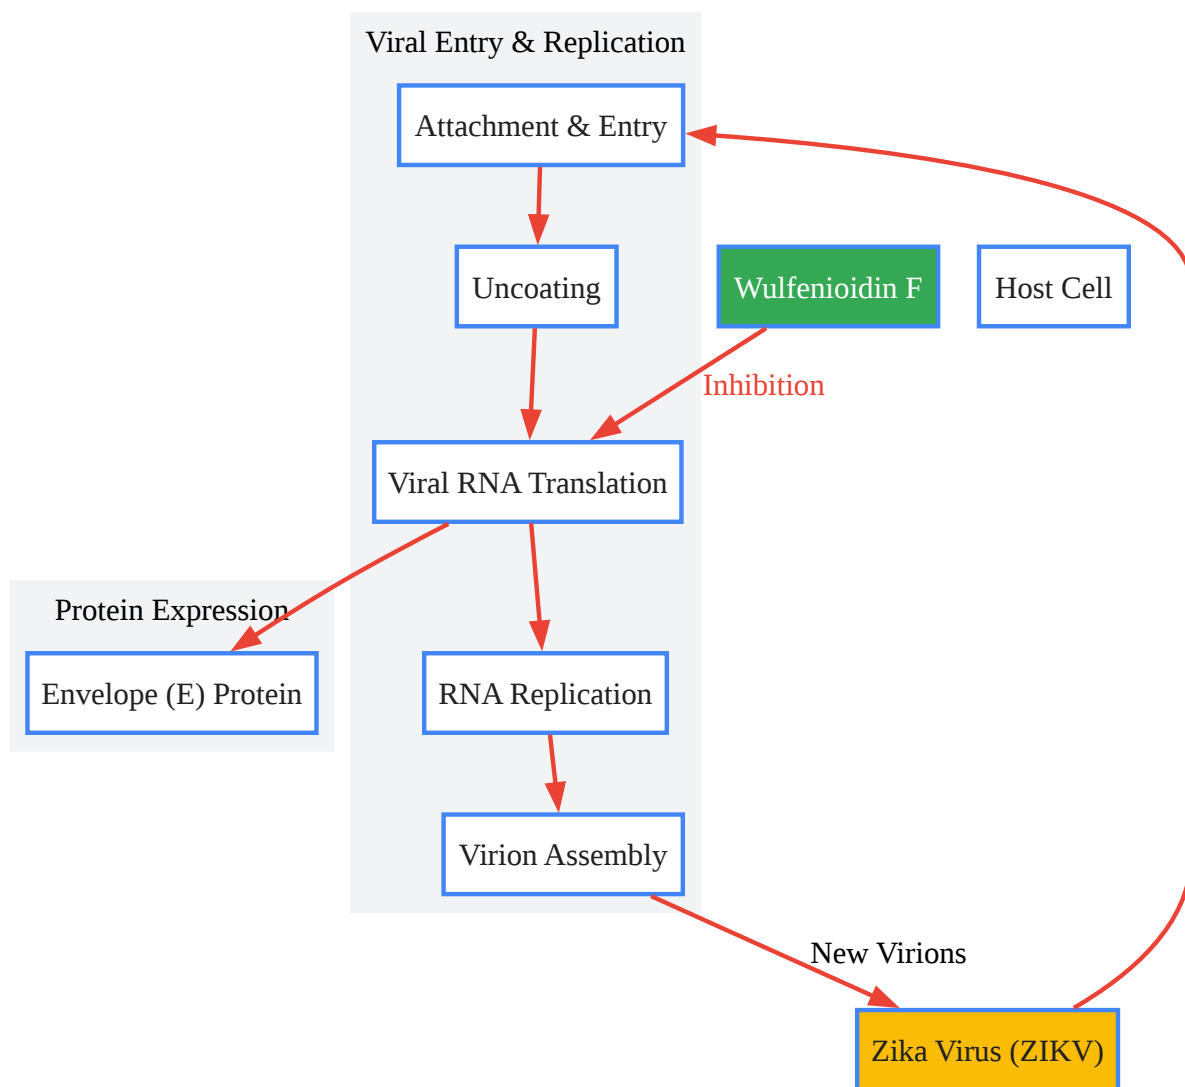 Viral Entry & Replication
Attachment & Entry
Uncoating
Wulfenioidin F
Host Cell
Inhibition
Viral RNA Translation
Protein Expression
Envelope (E) Protein
RNA Replication
Virion Assembly
New Virions
Zika Virus (ZIKV)